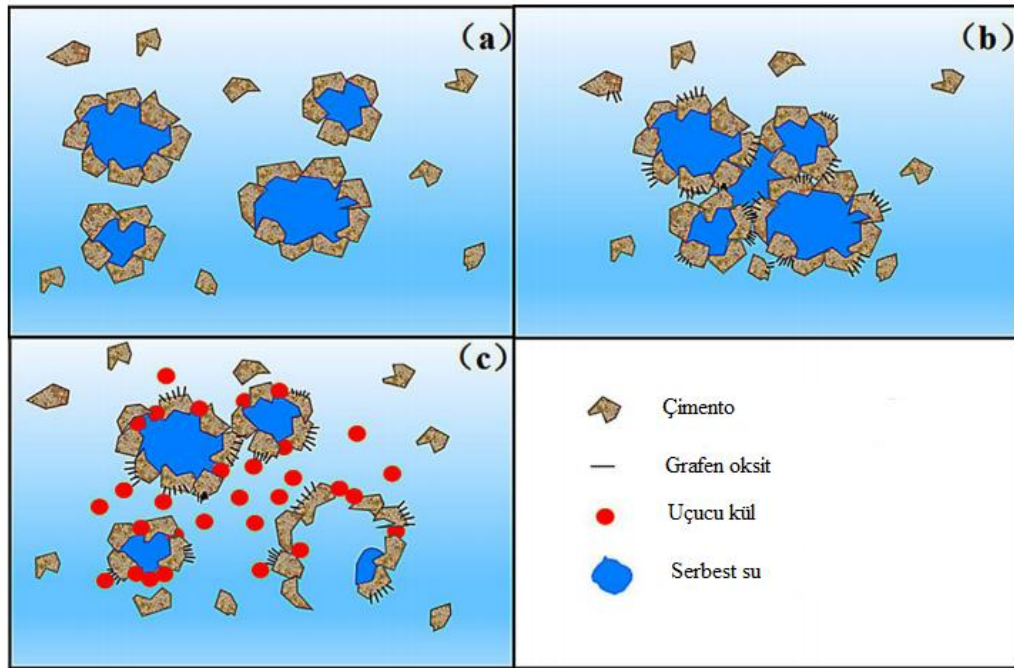 (a)
(b)
(c)
Çimento
Grafen oksit
Uçucu kül
Serbest su